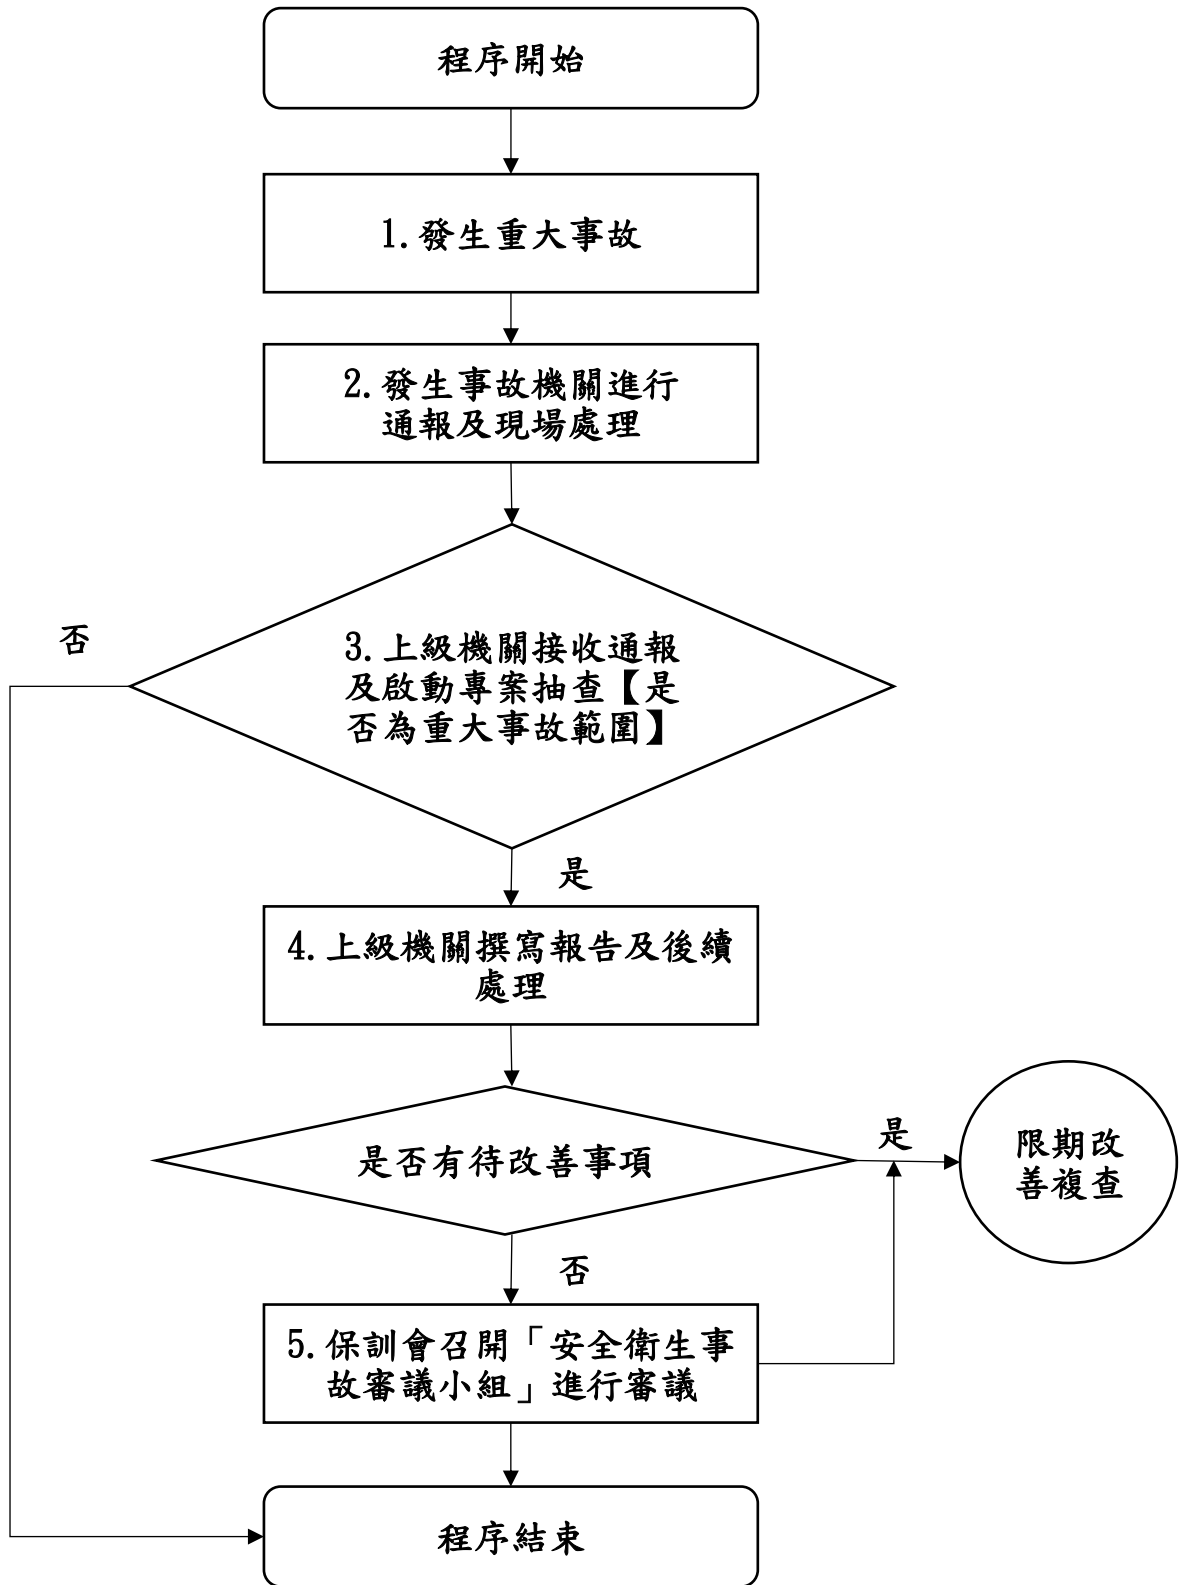 程序開始
1.發生重大事故
2.發生事故機關進行
通報及現場處理
否
3.上級機關接收通報
及啟動專案抽查【是
否為重大事故範圍】
是
4.上級機關撰寫報告及後續
處理
是否有待改善事項
是
限期改
善複查
否
5.保訓會召開「安全衛生事
故審議小組」進行審議
程序結束